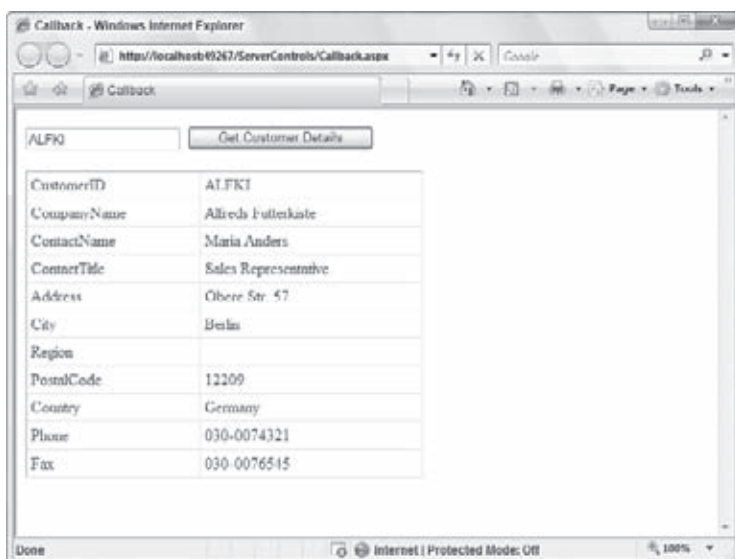 Callback - Windows Internet Explorer
http://localhost:49267/ServerControls/Callback.aspx
Google
Callback
Page
Tools
ALFKI
Get Customer Details
CustomerID ALFKI
CompanyName Alfreds Futterkiste
ContactName Maria Anders
ContactTitle Sales Representative
Address Obere Str. 57
City Berlin
Region
PostalCode 12209
Country Germany
Phone 030-0074321
Fax 030-0076545
Done
Internet | Protected Mode: Off
100%